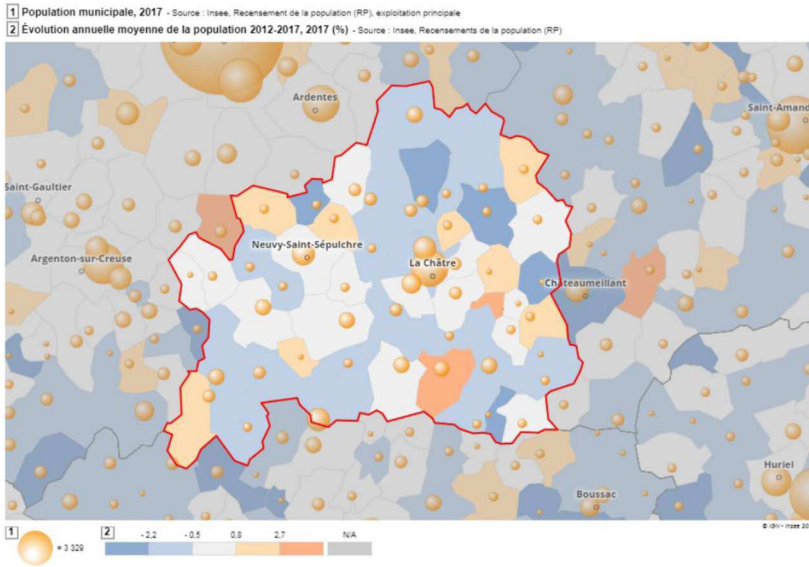 1 Population municipale, 2017 - Source : Insee, Recensement de la population (RP), exploitation principale
2 Évolution annuelle moyenne de la population 2012-2017, 2017 (%) - Source : Insee, Recensements de la population (RP)
Ardentes
Saint-Amand
Saint-Gaultier
Neuvy-Saint-Sépulchre
Argenton-sur-Creuse
La Châtre
Châteaumeillant
Huriel
Boussac
© IGN - Insee 20
1
= 3 329
2
- 2,2
- 0,5
0,8
2,7
N/A